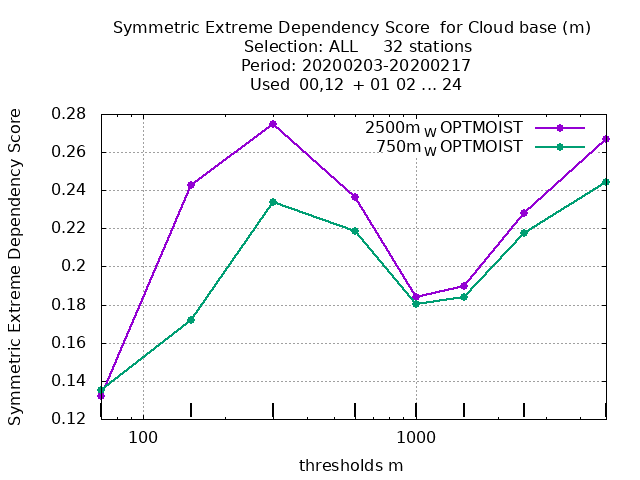 Symmetric Extreme Dependency Score  for Cloud base (m)
Selection: ALL     32 stations
Period: 20200203-20200217
Used  00,12  + 01 02 ... 24
Symmetric Extreme Dependency Score
0.28
0.26
0.24
0.22
0.2
0.18
0.16
0.14
0.12
2500m W OPTMOIST
750m W OPTMOIST
100
1000
thresholds m